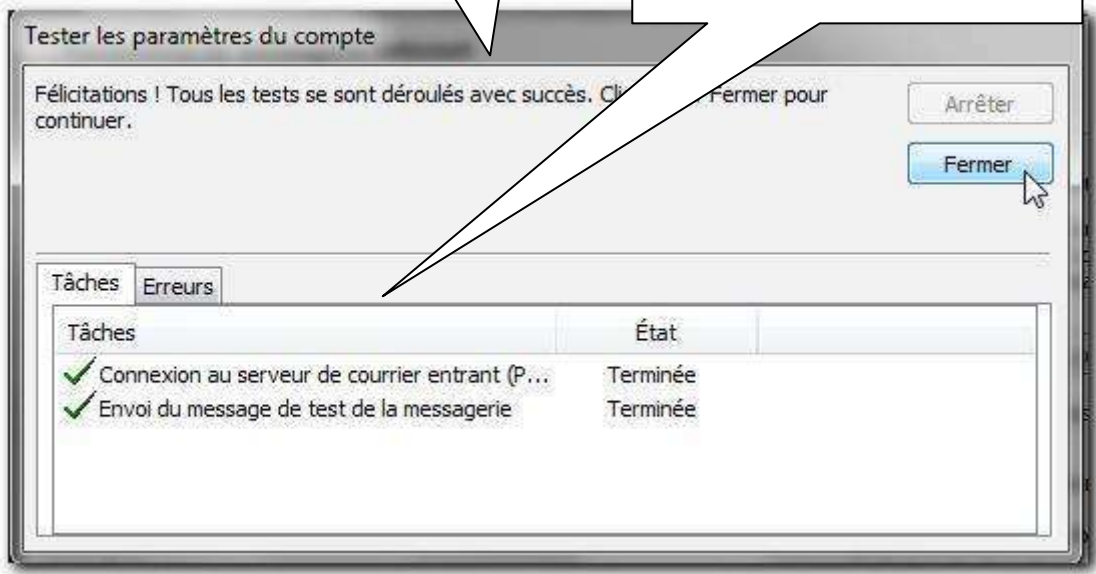 Tester les paramètres du compte
Félicitations ! Tous les tests se sont déroulés avec succès. Fermer pour
continuer.
Arrêter
Fermer
Tâches Erreurs
Tâches État
Connexion au serveur de courrier entrant (P... Terminée
Envoi du message de test de la messagerie Terminée